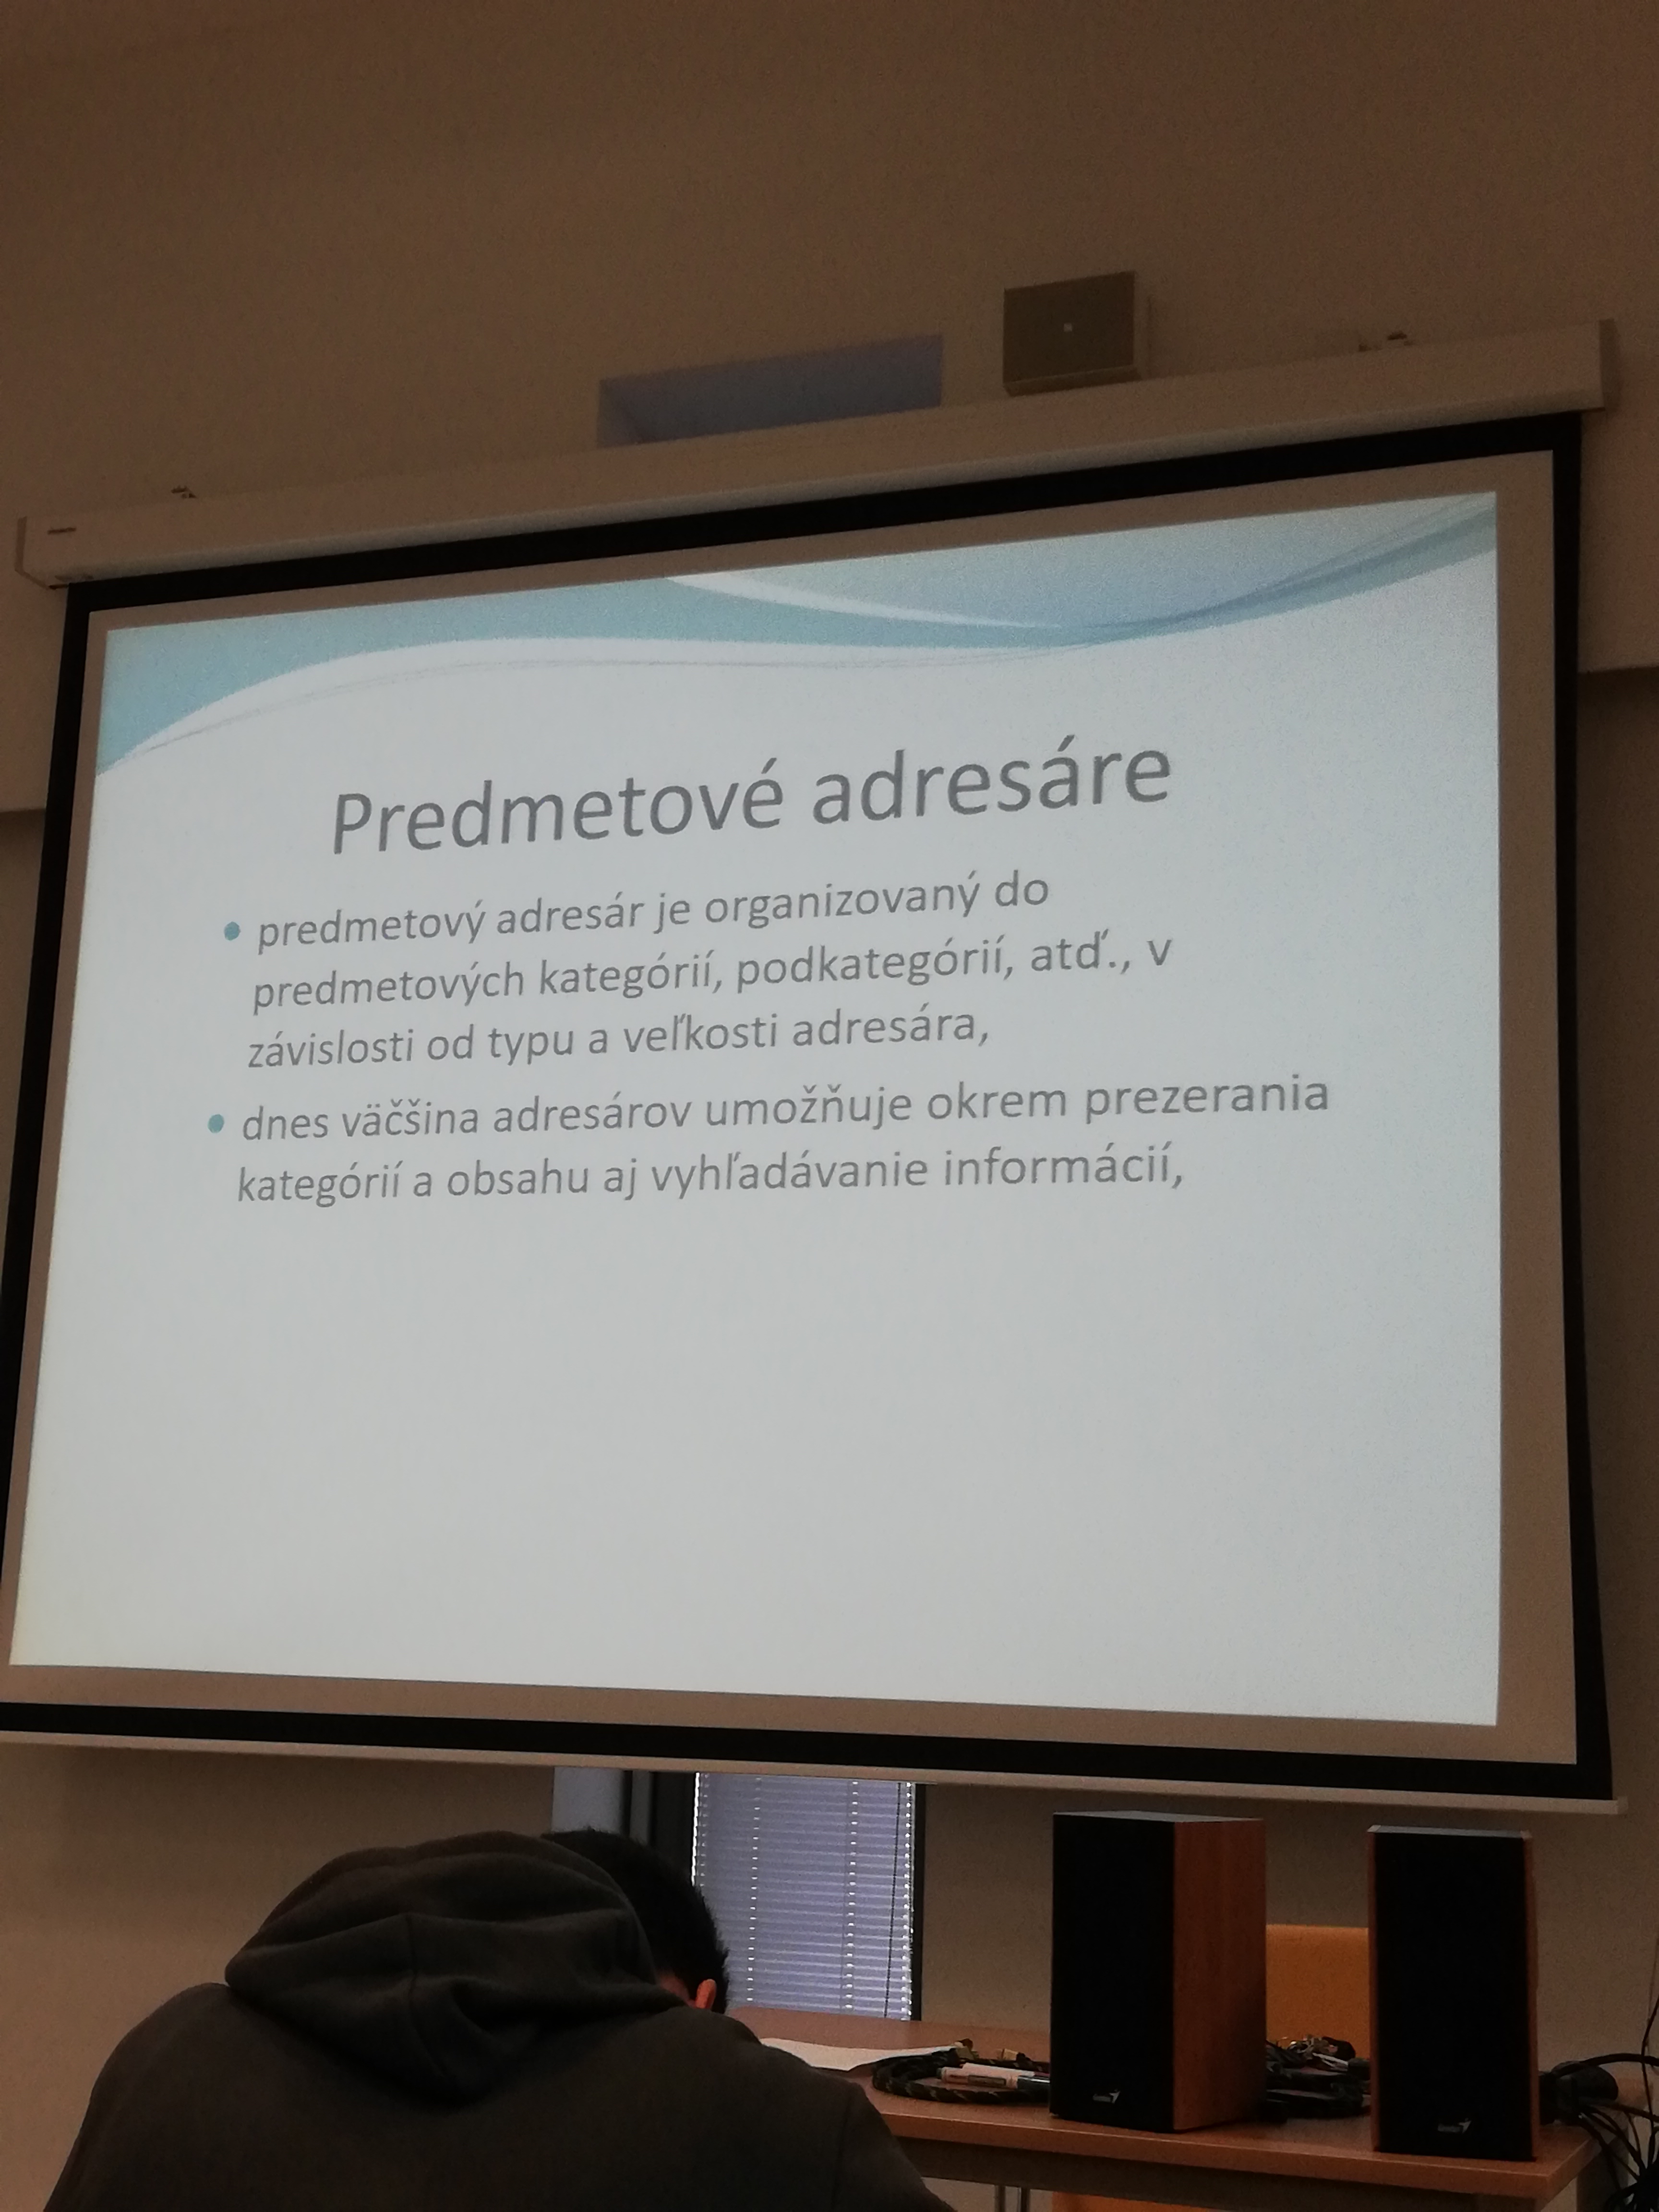 Predmetové adresáre
• predmetový adresár je organizovaný do
predmetových kategórií, podkategórií, atď., v
závislosti od typu a veľkosti adresára,
• dnes väčšina adresárov umožňuje okrem prezerania
kategórií a obsahu aj vyhľadávanie informácií,